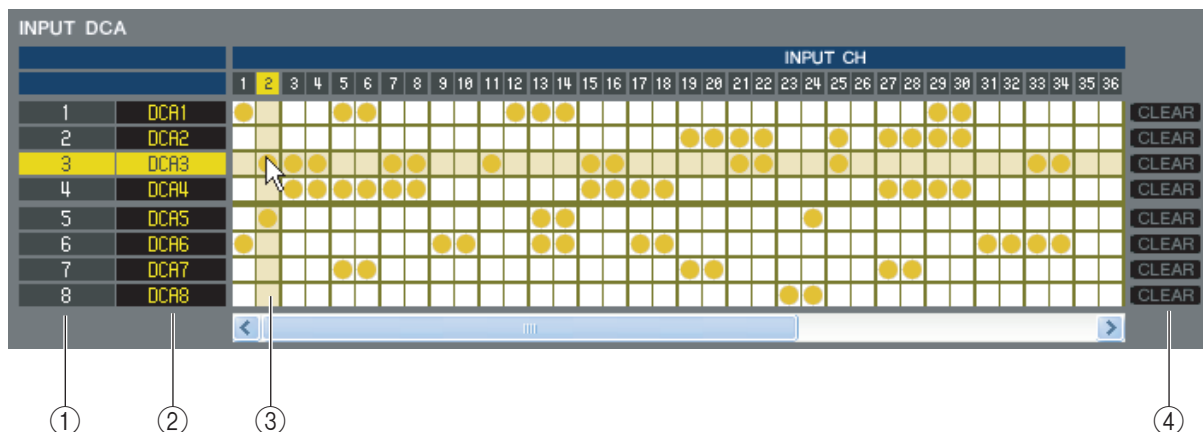 INPUT DCA
INPUT CH
1 2 3 4 5 6 7 8 9 10 11 12 13 14 15 16 17 18 19 20 21 22 23 24 25 26 27 28 29 30 31 32 33 34 35 36
1 DCA1 CLEAR
2 DCA2 CLEAR
3 DCA3 CLEAR
4 DCA4 CLEAR
5 DCA5 CLEAR
6 DCA6 CLEAR
7 DCA7 CLEAR
8 DCA8 CLEAR
① ② ③ ④